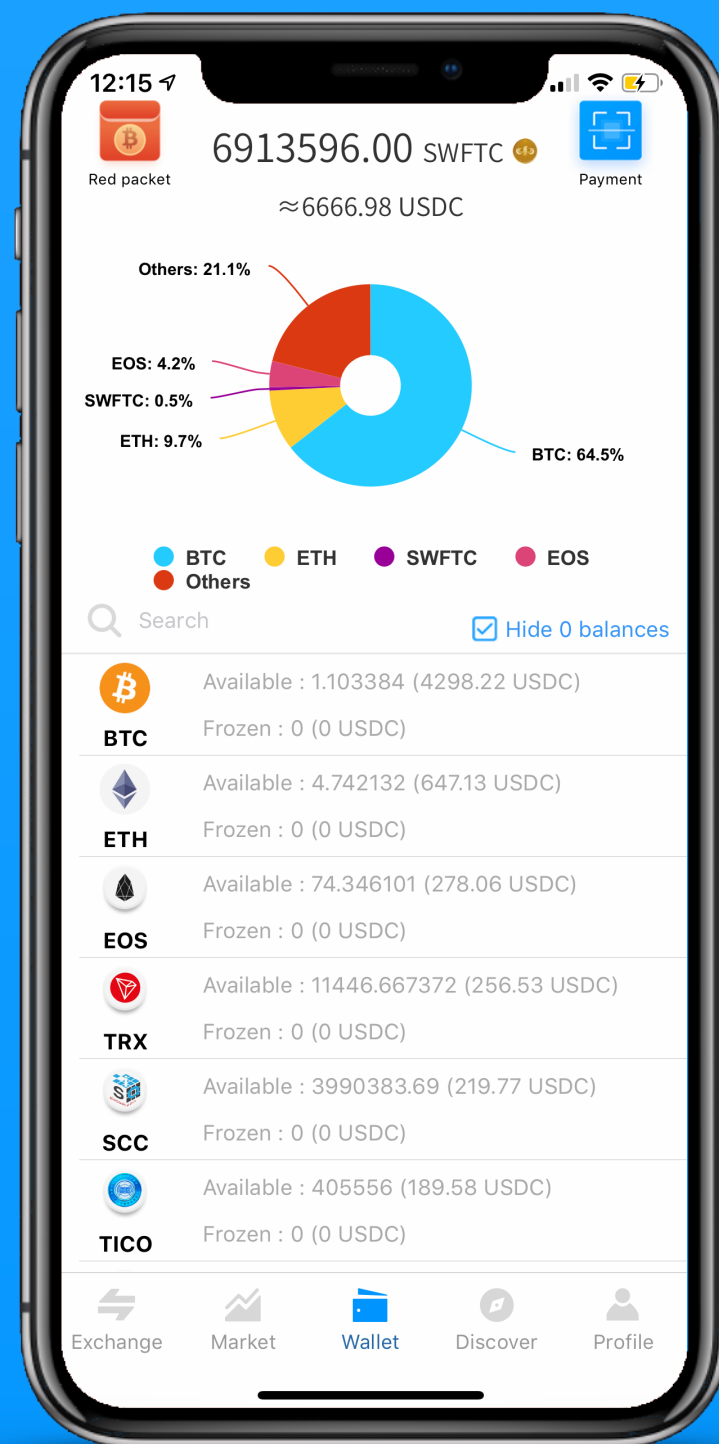 12:15
Red packet
6913596.00 SWFTC
Payment
≈6666.98 USDC
Others: 21.1%
EOS: 4.2%
SWFTC: 0.5%
ETH: 9.7%
BTC: 64.5%
BTC ETH SWFTC EOS
Others
Search
Hide 0 balances
Available : 1.103384 (4298.22 USDC)
BTC Frozen : 0 (0 USDC)
Available : 4.742132 (647.13 USDC)
ETH Frozen : 0 (0 USDC)
Available : 74.346101 (278.06 USDC)
EOS Frozen : 0 (0 USDC)
Available : 11446.667372 (256.53 USDC)
TRX Frozen : 0 (0 USDC)
Available : 3990383.69 (219.77 USDC)
SCC Frozen : 0 (0 USDC)
Available : 405556 (189.58 USDC)
TICO Frozen : 0 (0 USDC)
Exchange Market Wallet Discover Profile